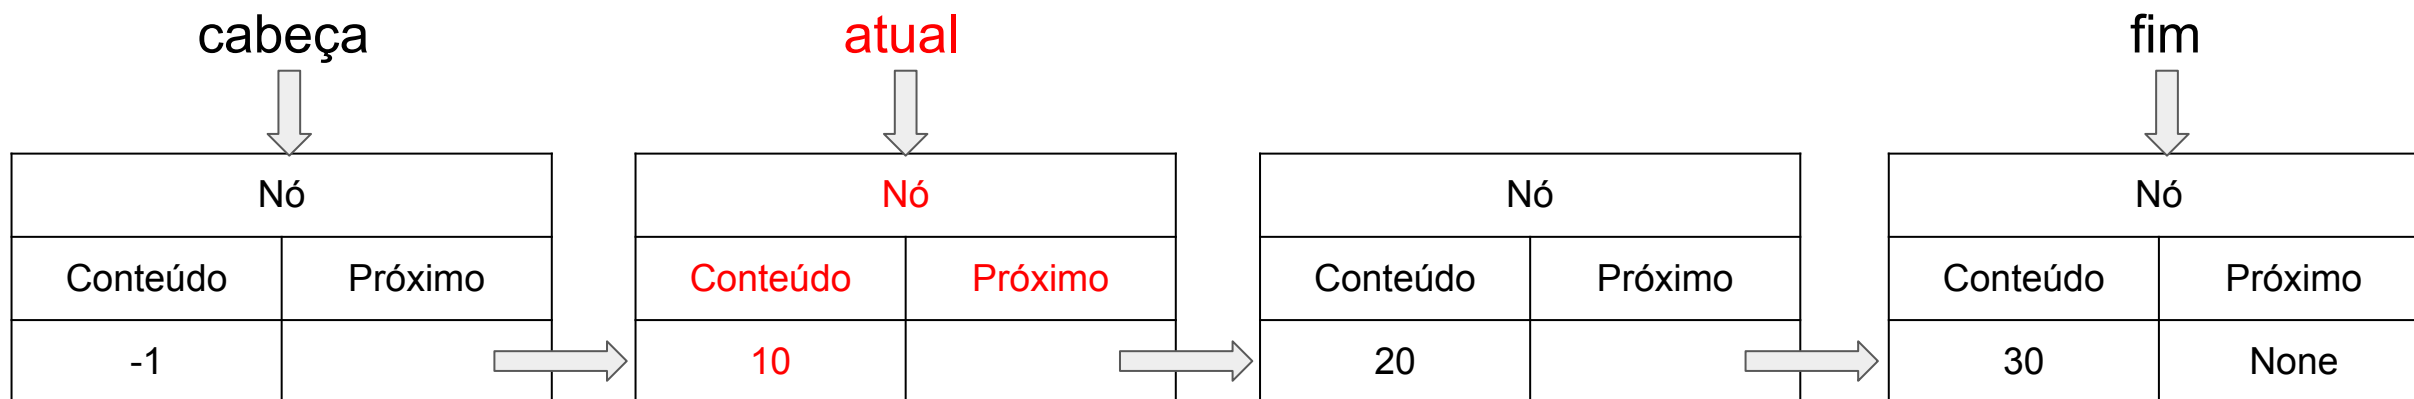 cabeça atual fim
Nó Nó Nó Nó
Conteúdo Próximo Conteúdo Próximo Conteúdo Próximo Conteúdo Próximo
-1 10 20 30 None